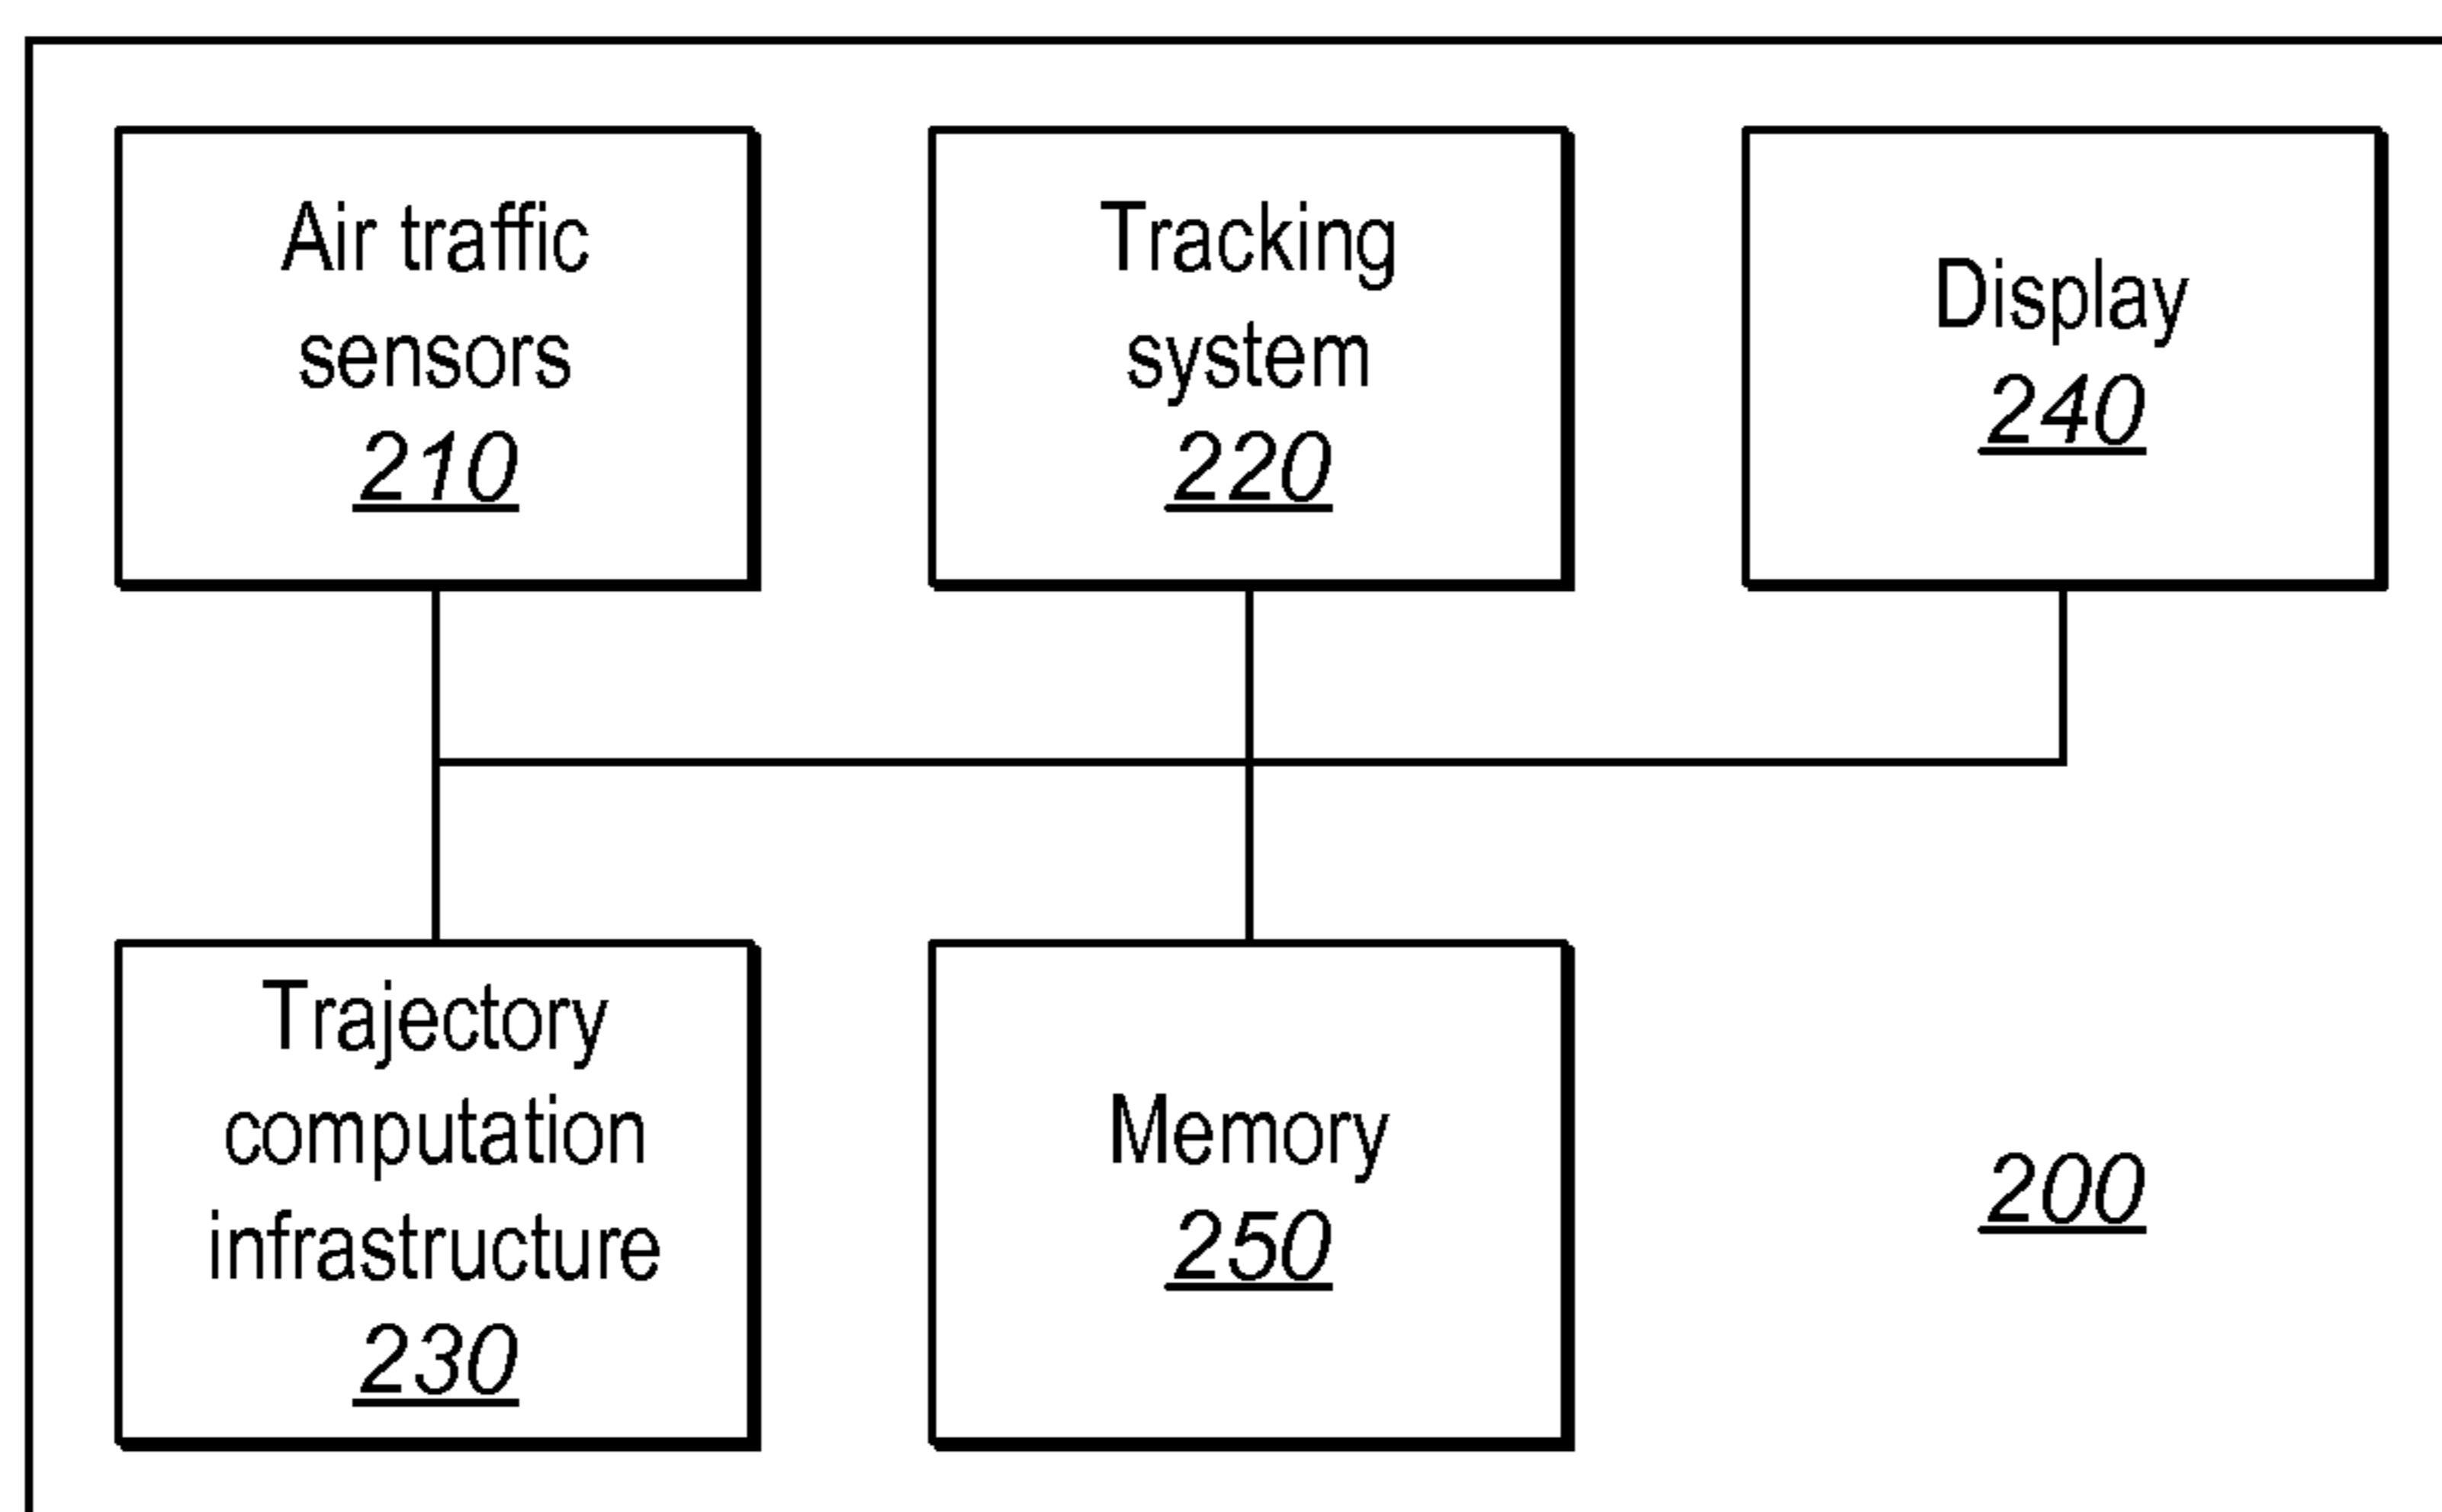 Air traffic
sensors
210
Tracking
system
220
Display
240
Trajectory
computation
infrastructure
230
Memory
250
200